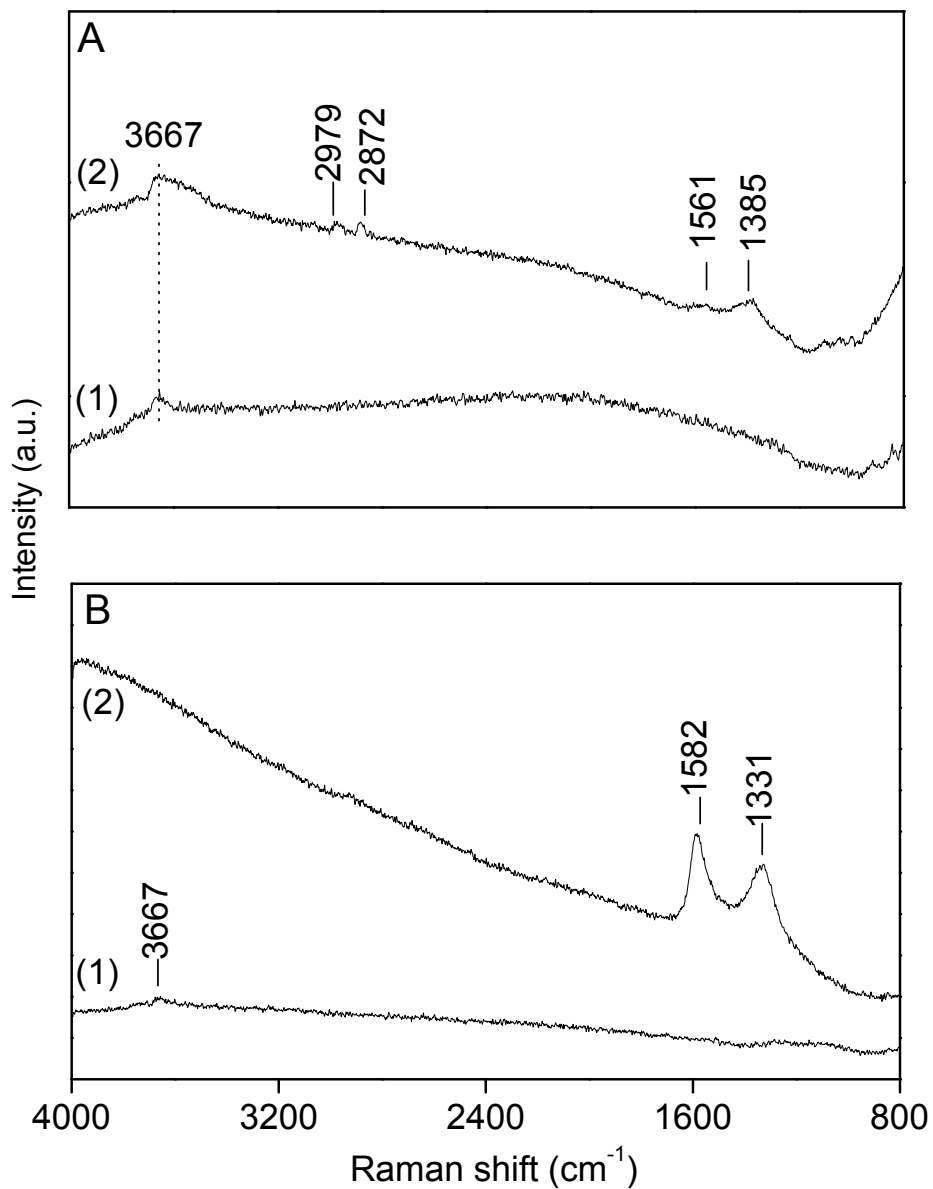 A
3667
2979
2872
1561
1385
(2)
(1)
Intensity (a.u.)
B
(2)
1582
1331
3667
(1)
4000 3200 2400 1600 800
Raman shift (cm⁻¹)